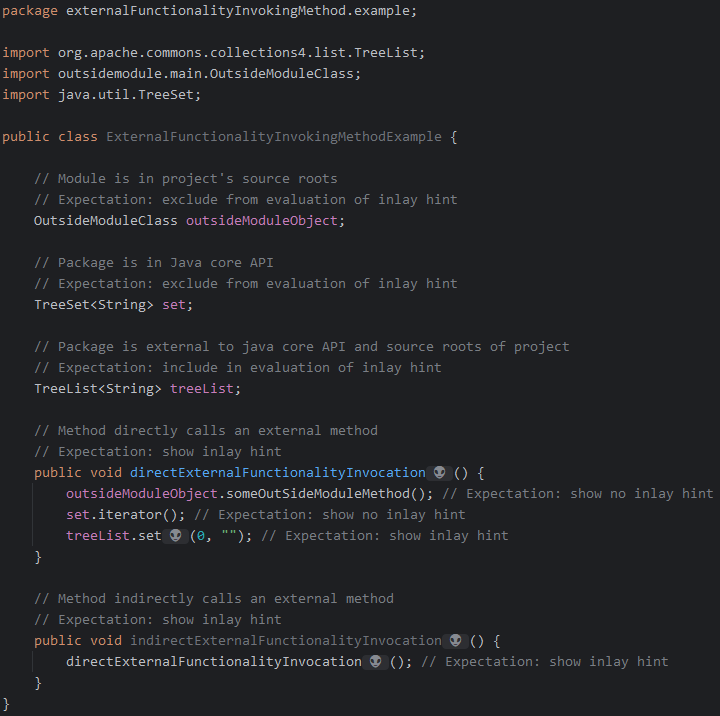 package externalFunctionalityInvokingMethod.example;

import org.apache.commons.collections4.list.TreeList;
import outsidemodule.main.OutsideModuleClass;
import java.util.TreeSet;

public class ExternalFunctionalityInvokingMethodExample {

    // Module is in project's source roots
    // Expectation: exclude from evaluation of inlay hint
    OutsideModuleClass outsideModuleObject;

    // Package is in Java core API
    // Expectation: exclude from evaluation of inlay hint
    TreeSet<String> set;

    // Package is external to java core API and source roots of project
    // Expectation: include in evaluation of inlay hint
    TreeList<String> treeList;

    // Method directly calls an external method
    // Expectation: show inlay hint
    public void directExternalFunctionalityInvocation👽() {
        outsideModuleObject.someOutSideModuleMethod(); // Expectation: show no inlay hint
        set.iterator(); // Expectation: show no inlay hint
        treeList.set👽(0, ""); // Expectation: show inlay hint
    }

    // Method indirectly calls an external method
    // Expectation: show inlay hint
    public void indirectExternalFunctionalityInvocation👽() {
        directExternalFunctionalityInvocation👽(); // Expectation: show inlay hint
    }
}